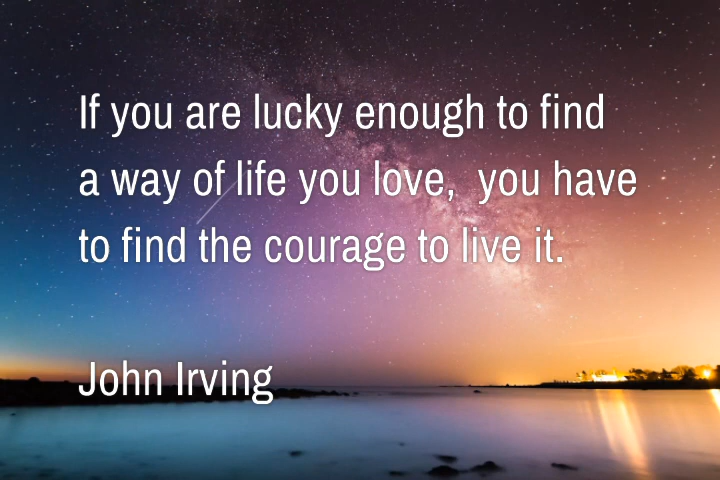 If you are lucky enough to find
a way of life you love,  you have
to find the courage to live it.
John Irving